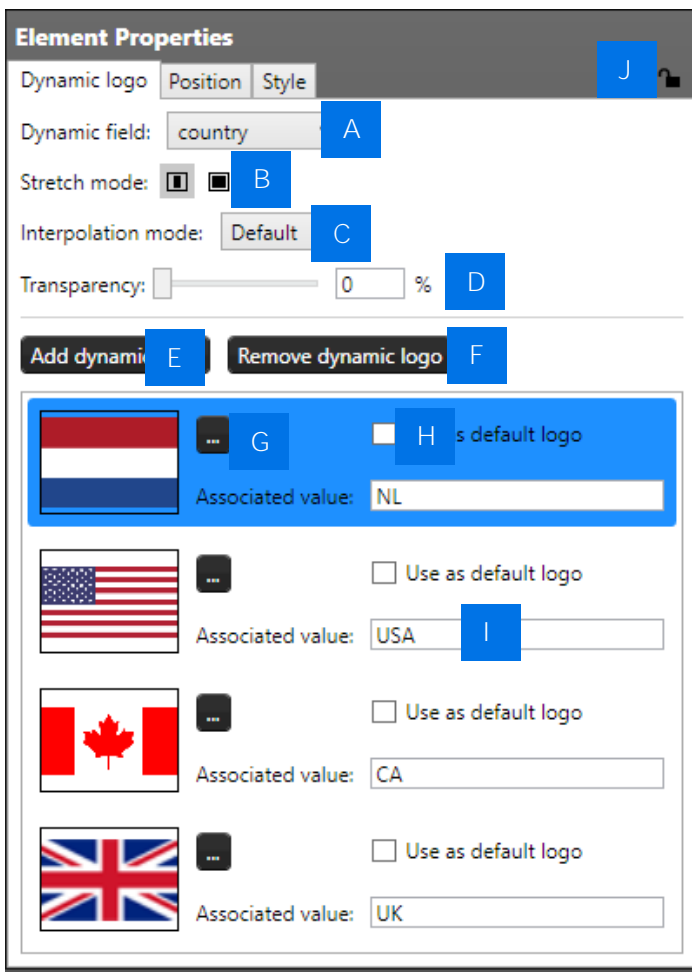 Element Properties
Dynamic logo Position Style J
Dynamic field: country A
Stretch mode: B
Interpolation mode: Default C
Transparency: 0 % D
Add dynamic E Remove dynamic logo F
... G H s default logo
Associated value: NL
... Use as default logo
Associated value: USA I
... Use as default logo
Associated value: CA
... Use as default logo
Associated value: UK